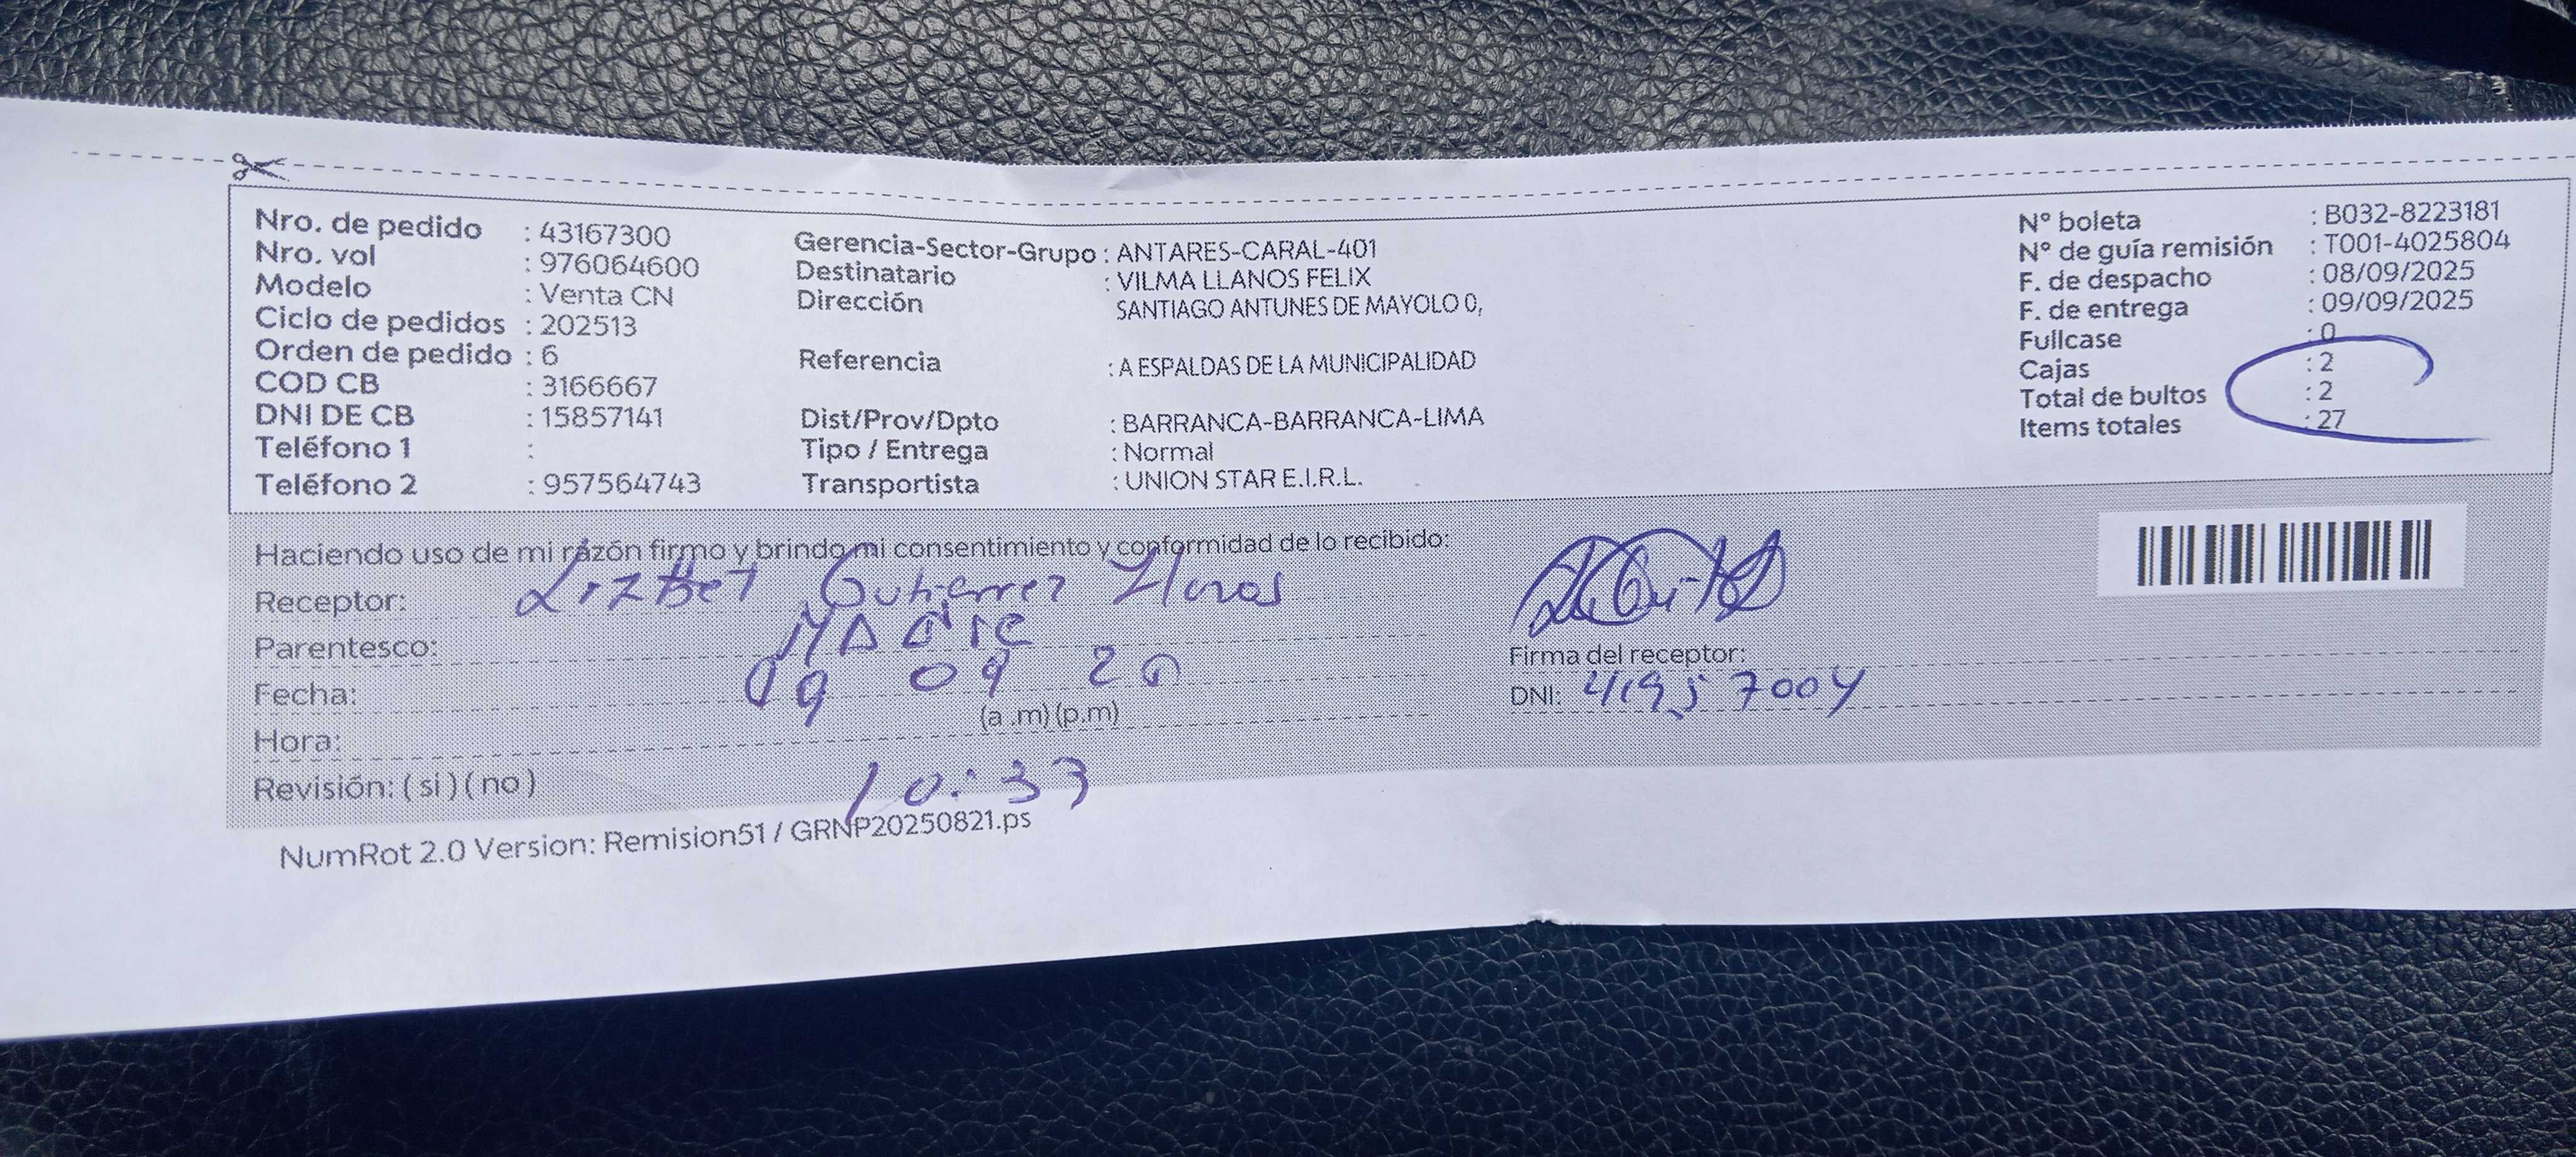 Nro. de pedido : 43167300
Nro. vol : 976064600
Modelo : Venta CN
Ciclo de pedidos : 202513
Orden de pedido : 6
COD CB : 3166667
DNI DE CB : 15857141
Teléfono 1 :
Teléfono 2 : 957564743
Gerencia-Sector-Grupo : ANTARES-CARAL-401
Destinatario : VILMA LLANOS FELIX
Dirección SANTIAGO ANTUNES DE MAYOLO 0,
Referencia : A ESPALDAS DE LA MUNICIPALIDAD
Dist/Prov/Dpto : BARRANCA-BARRANCA-LIMA
Tipo / Entrega : Normal
Transportista : UNION STAR E.I.R.L.
Nº boleta : B032-8223181
Nº de guía remisión : T001-4025804
F. de despacho : 08/09/2025
F. de entrega : 09/09/2025
Fullcase : 0
Cajas : 2
Total de bultos : 2
Items totales : 27
Haciendo uso de mi razón firmo y brindo mi consentimiento y conformidad de lo recibido:
Receptor: Gutierrez
Parentesco:
Fecha: 09 09
Hora: (a .m) (p.m)
10:33
Revisión: ( si ) ( no )
Firma del receptor:
DNI:
NumRot 2.0 Version: Remision51 / GRNP20250821.ps